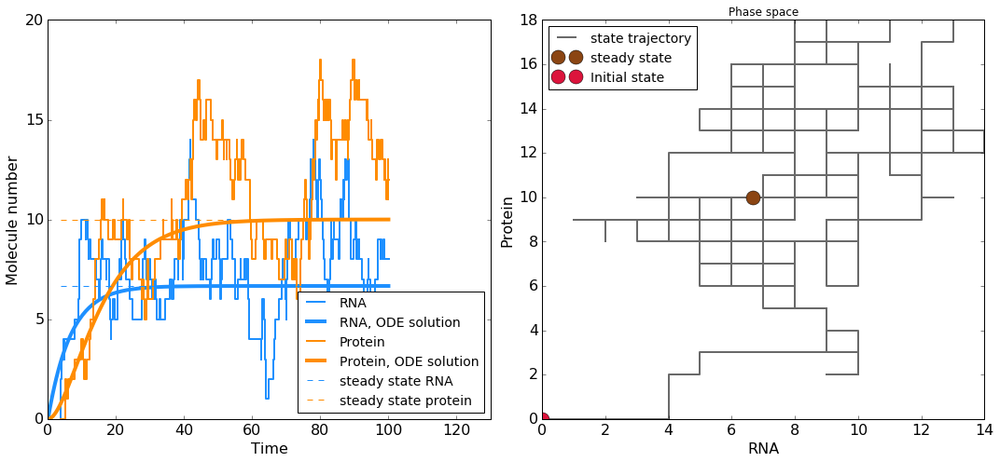 20
15
10
5
0
0 20 40 60 80 100 120
Time
Molecule number
RNA
RNA, ODE solution
Protein
Protein, ODE solution
steady state RNA
steady state protein
Phase space
18
16
14
12
10
8
6
4
2
0
0 2 4 6 8 10 12 14
RNA
Protein
state trajectory
steady state
Initial state